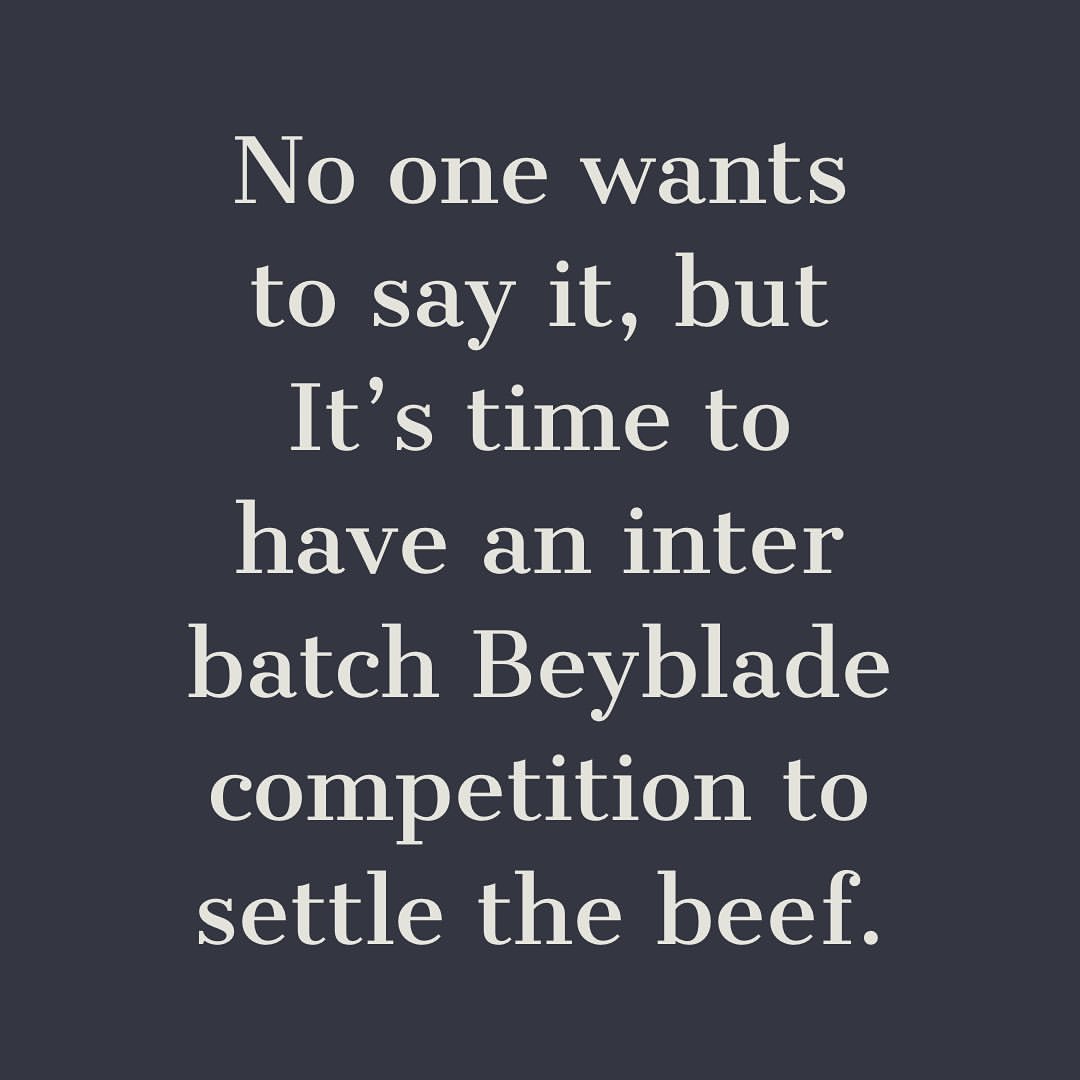 No one wants
to say it, but
It’s time to
have an inter
batch Beyblade
competition to
settle the beef.